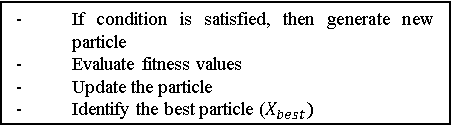 - If condition is satisfied, then generate new
particle
- Evaluate fitness values
- Update the particle
- Identify the best particle (X_best)